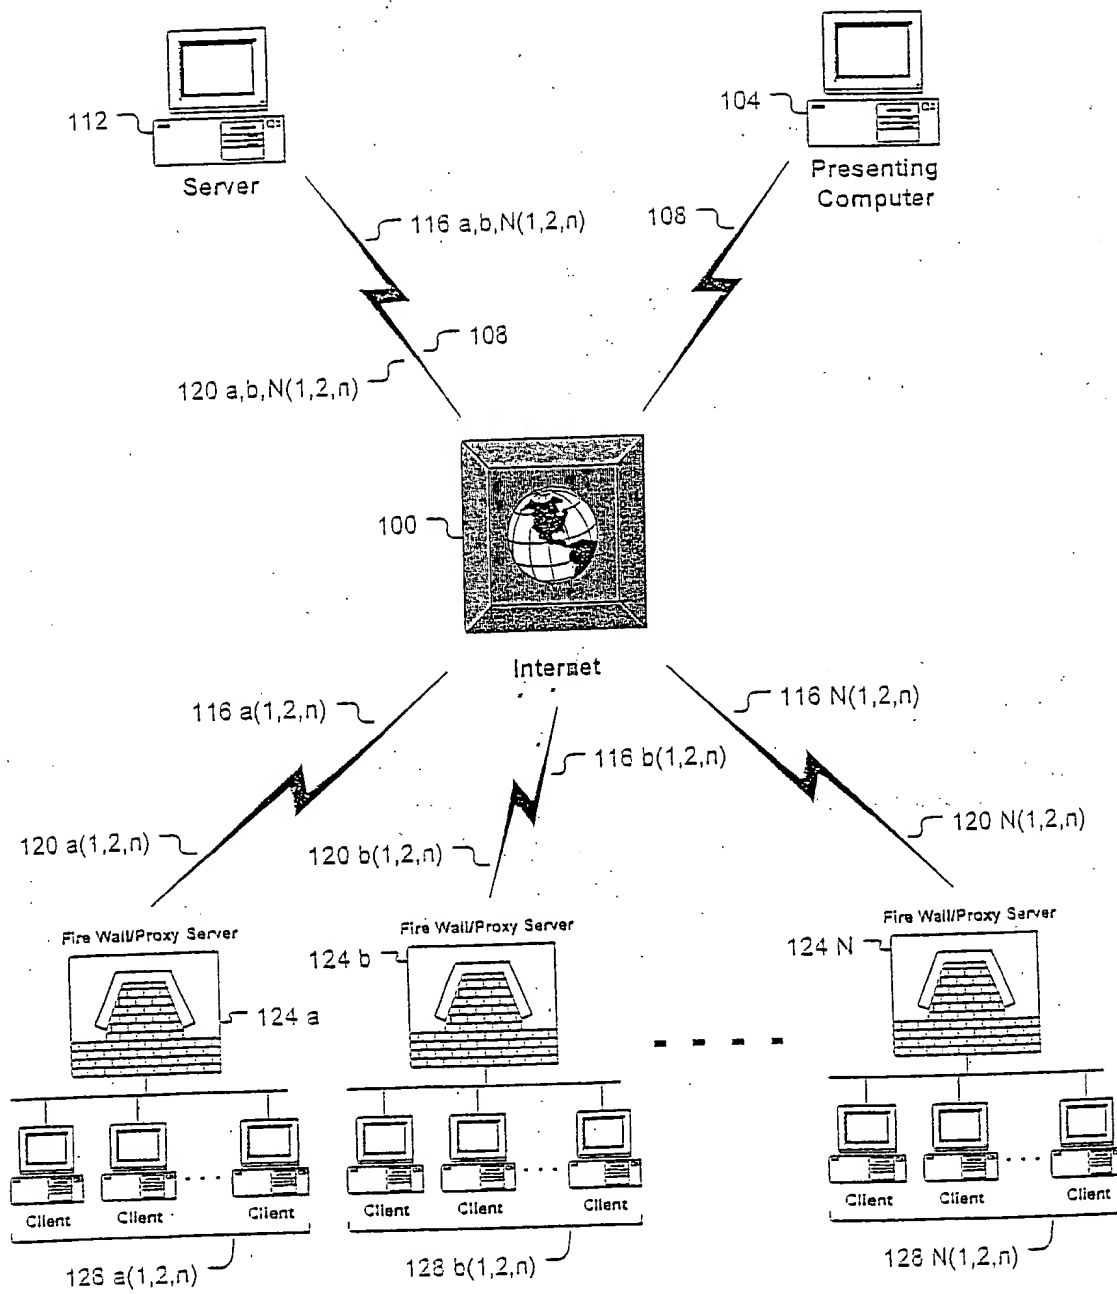 112
Server
104
Presenting
Computer
116 a,b,N(1,2,n)
108
108
120 a,b,N(1,2,n)
100
Internet
116 a(1,2,n)
116 b(1,2,n)
116 N(1,2,n)
120 a(1,2,n)
120 b(1,2,n)
120 N(1,2,n)
Fire Wall/Proxy Server
Fire Wall/Proxy Server
Fire Wall/Proxy Server
124 a
124 b
124 N
Client Client Client
Client Client Client
Client Client Client
128 a(1,2,n)
128 b(1,2,n)
128 N(1,2,n)